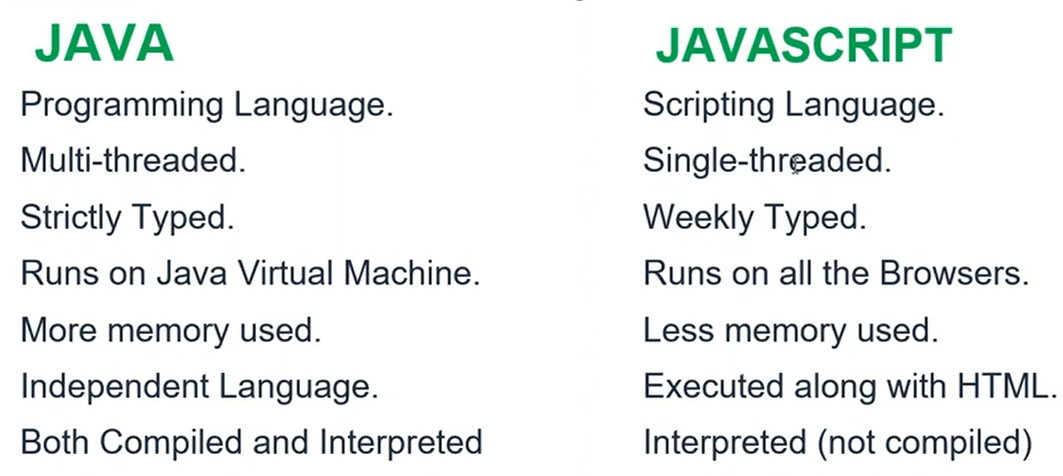 JAVA
Programming Language.
Multi-threaded.
Strictly Typed.
Runs on Java Virtual Machine.
More memory used.
Independent Language.
Both Compiled and Interpreted
JAVASCRIPT
Scripting Language.
Single-threaded.
Weekly Typed.
Runs on all the Browsers.
Less memory used.
Executed along with HTML.
Interpreted (not compiled)